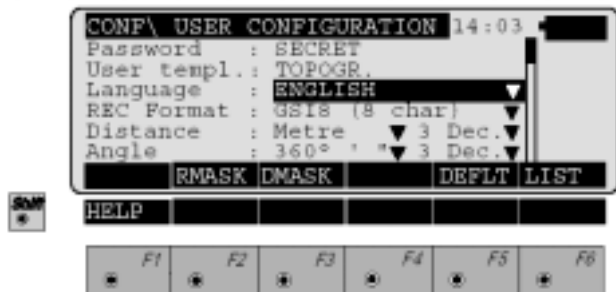 CONF\ USER CONFIGURATION 14:03
Password : SECRET
User templ.: TOPOGR.
Language : ENGLISH
REC Format : GSI8 (8 char)
Distance : Metre 3 Dec.
Angle : 360° ' " 3 Dec.
RMASK DMASK DEFLT LIST
Shift HELP
F1 F2 F3 F4 F5 F6